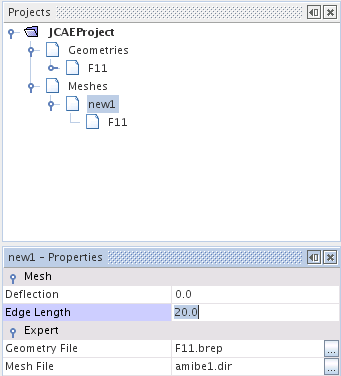 Projects
JCAEProject
Geometries
F11
Meshes
new1
F11
new1 - Properties
Mesh
Deflection 0.0
Edge Length 20.0
Expert
Geometry File F11.brep ...
Mesh File amibe1.dir ...